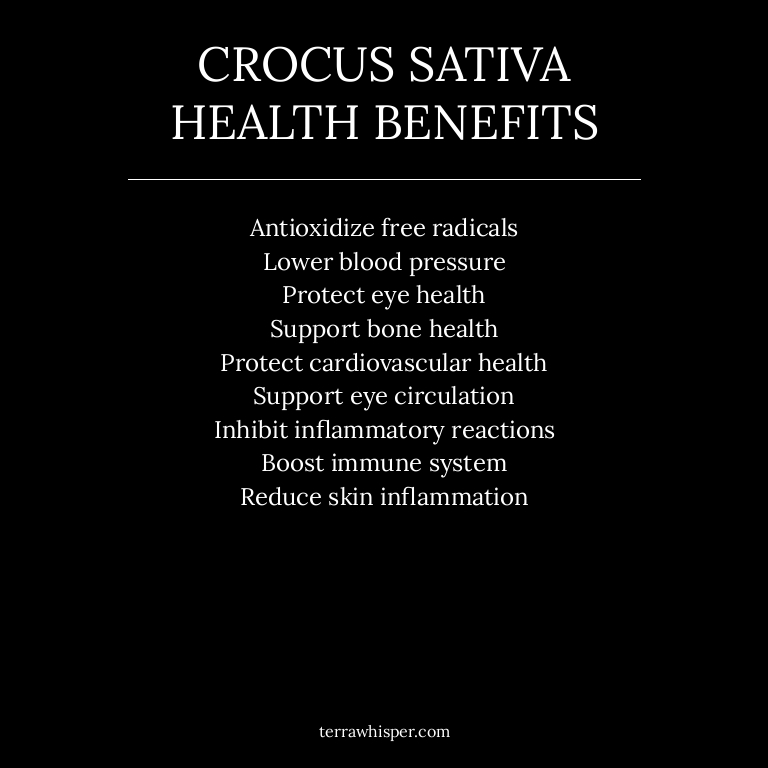 CROCUS SATIVA
HEALTH BENEFITS
Antioxidize free radicals
Lower blood pressure
Protect eye health
Support bone health
Protect cardiovascular health
Support eye circulation
Inhibit inflammatory reactions
Boost immune system
Reduce skin inflammation
terrawhisper.com